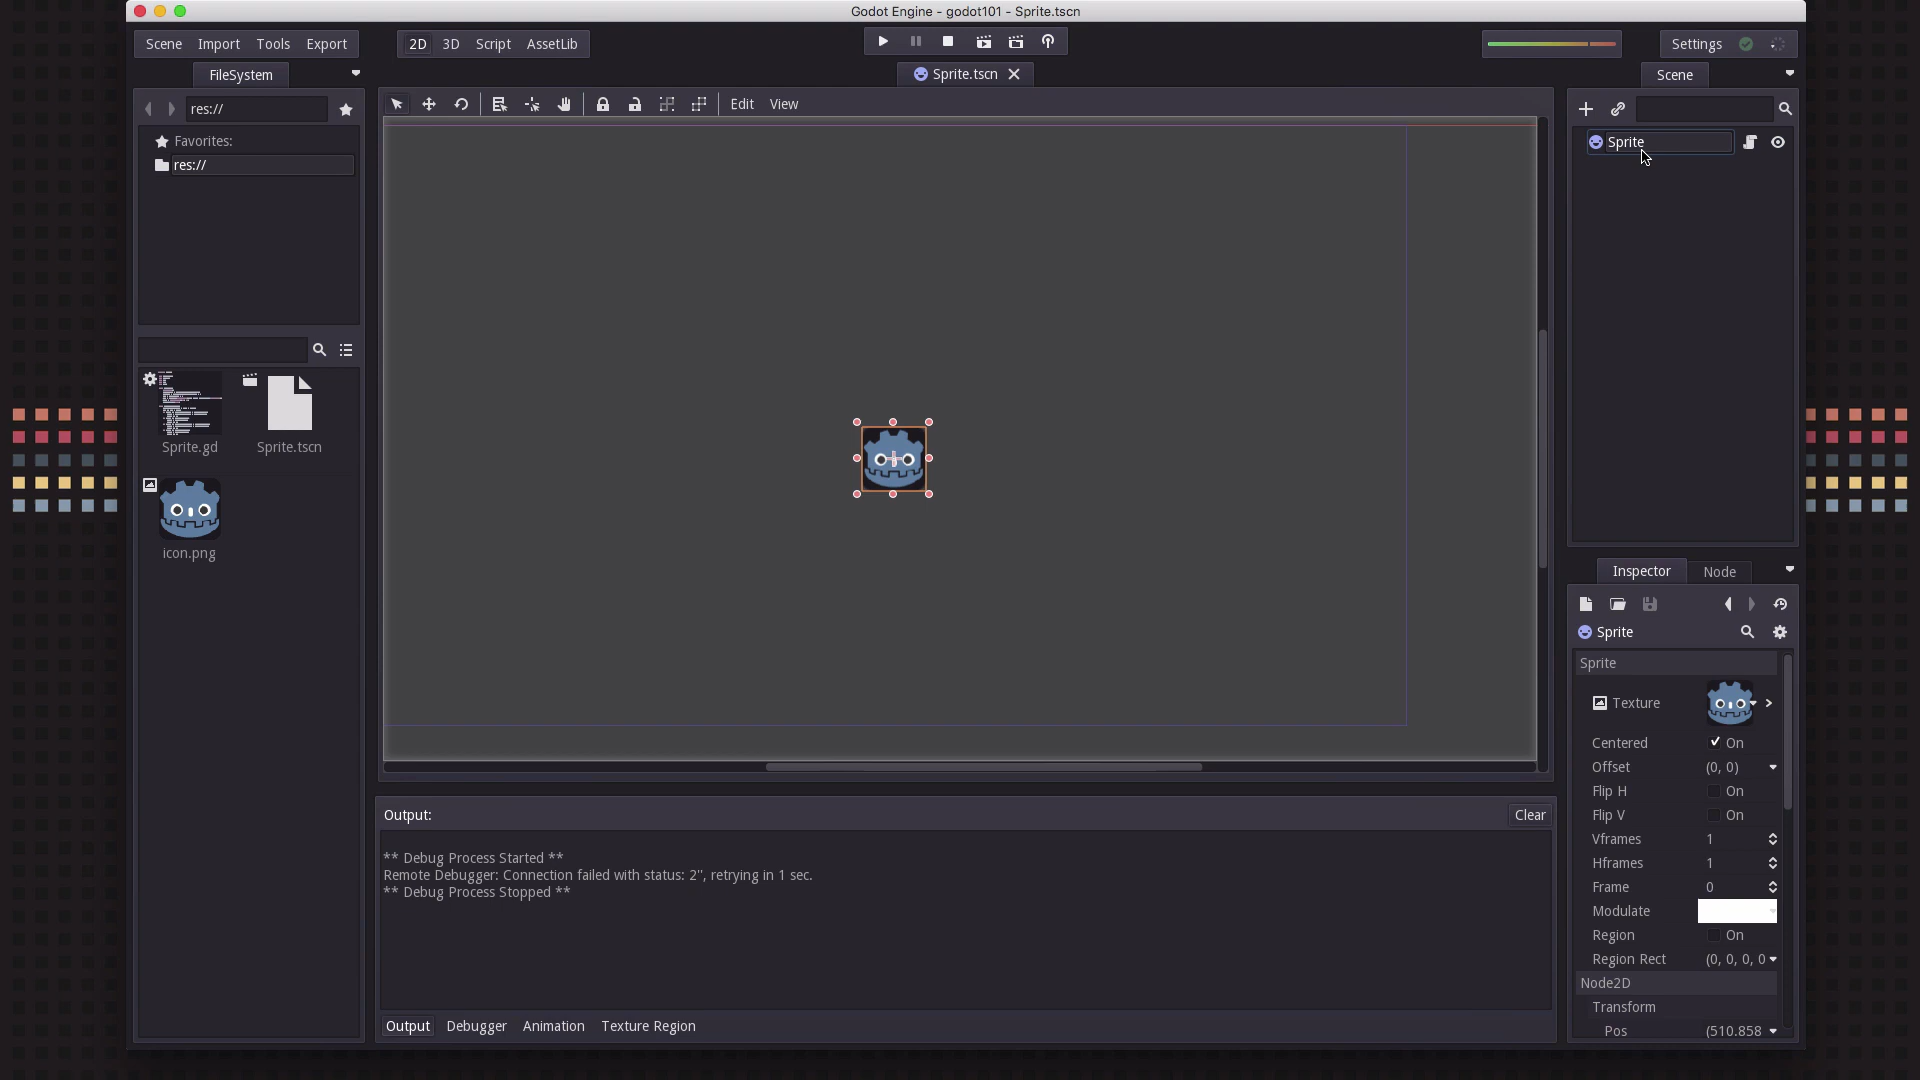 Godot Engine - godot101 - Sprite.tscn
Scene Import Tools Export
2D 3D Script AssetLib
Settings
FileSystem
Sprite.tscn
Scene
res://
Edit View
Favorites:
res://
Sprite
Sprite.gd
Sprite.tscn
icon.png
Inspector Node
Sprite
Sprite
Texture
Centered On
Offset (0, 0)
Flip H On
Flip V On
Vframes 1
Hframes 1
Frame 0
Modulate
Region On
Region Rect (0, 0, 0, 0
Node2D
Transform
Pos (510.858
Output:
Clear
** Debug Process Started **
Remote Debugger: Connection failed with status: 2'', retrying in 1 sec.
** Debug Process Stopped **
Output Debugger Animation Texture Region